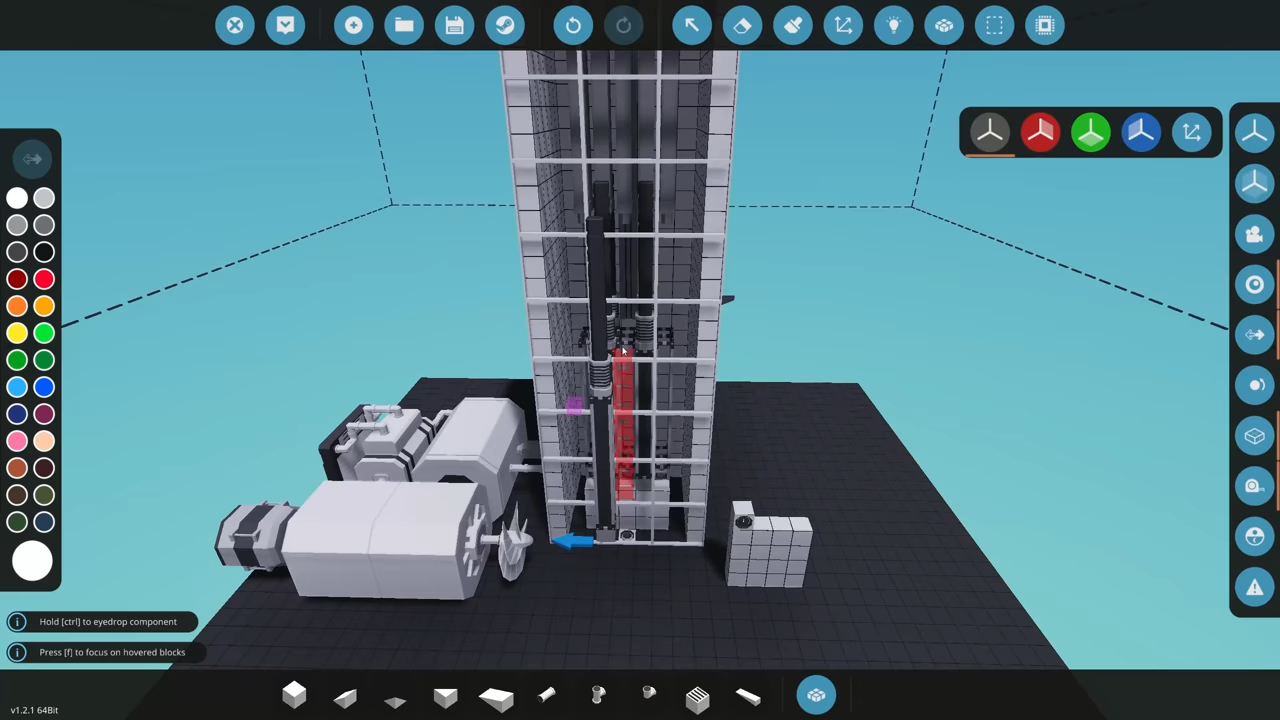 Hold [ctrl] to eyedrop component
Press [f] to focus on hovered blocks
v1.2.1 64Bit